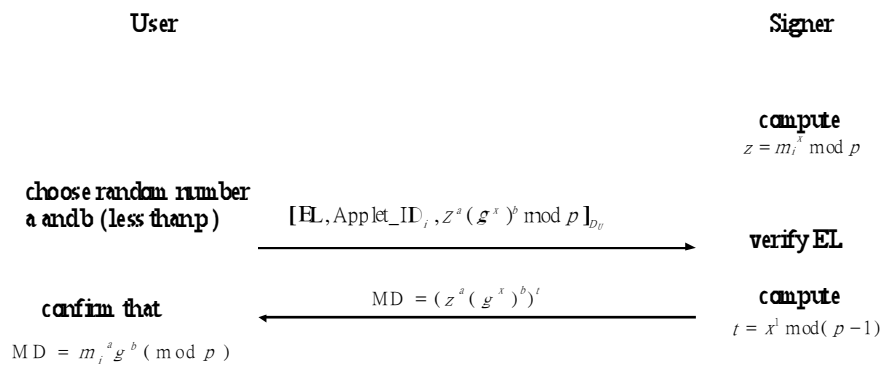 User Signer
compute
z = m_i^x mod p
choose random number
a and b (less than p)
[EL, Applet_ID_i, z^a (g^x)^b mod p]_{D_U}
verify EL
confirm that
MD = (z^a (g^x)^b)^t
compute
t = x^1 mod(p-1)
MD = m_i^a g^b (mod p)